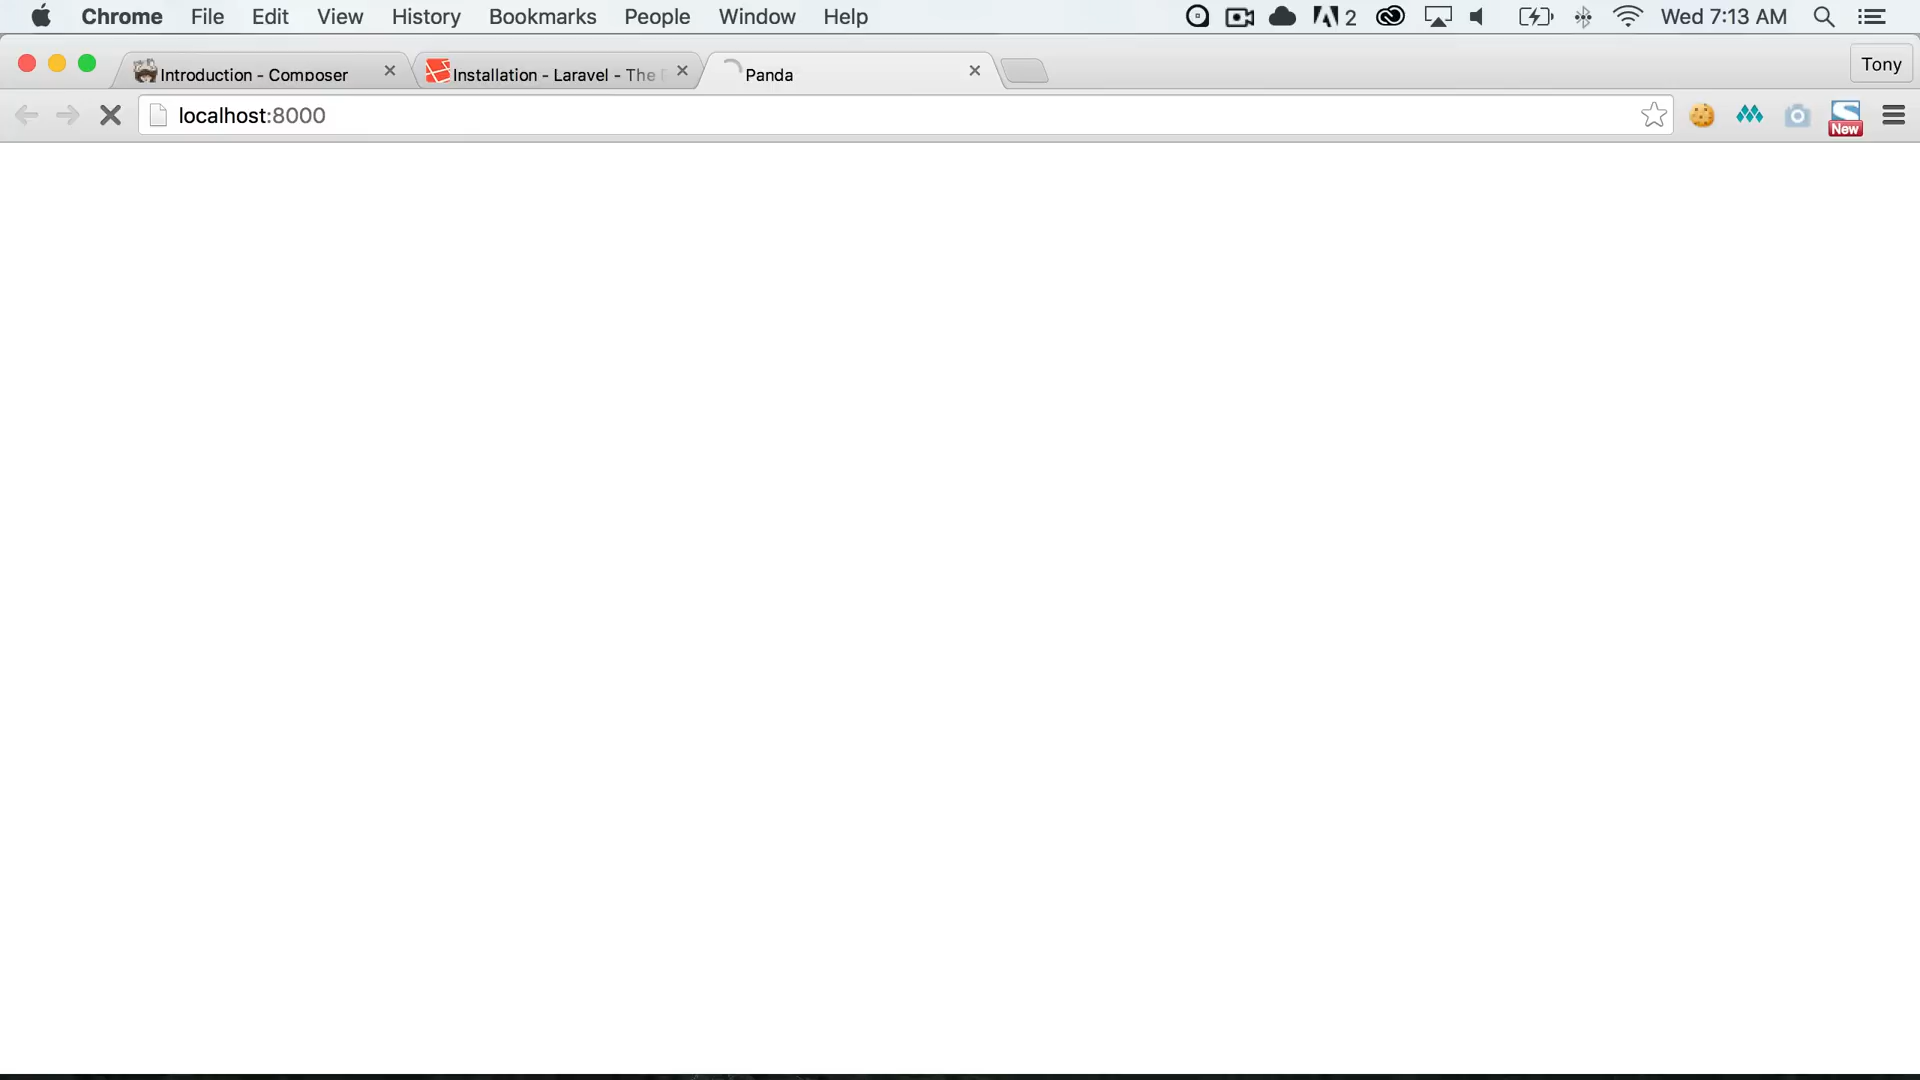 Chrome File Edit View History Bookmarks People Window Help 2 Wed 7:13 AM
Introduction - Composer Installation - Laravel - The Panda Tony
localhost:8000 New